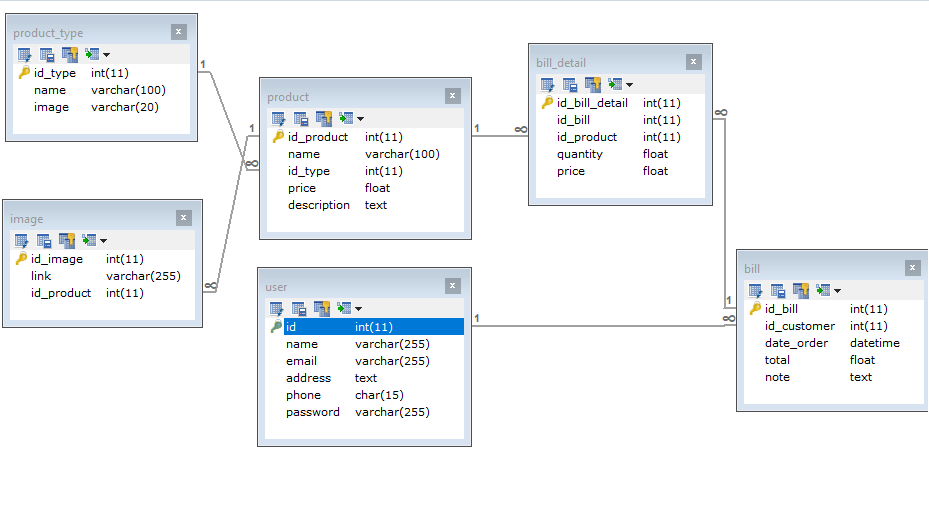 product_type
id_type int(11)
name varchar(100)
image varchar(20)
1
image
id_image int(11)
link varchar(255)
id_product int(11)
∞
product
1
id_product int(11)
name varchar(100)
∞
id_type int(11)
price float
description text
1
∞
user
id int(11)
name varchar(255)
email varchar(255)
address text
phone char(15)
password varchar(255)
1
bill_detail
id_bill_detail int(11)
id_bill int(11)
id_product int(11)
quantity float
price float
∞
bill
1
∞
id_bill int(11)
id_customer int(11)
date_order datetime
total float
note text